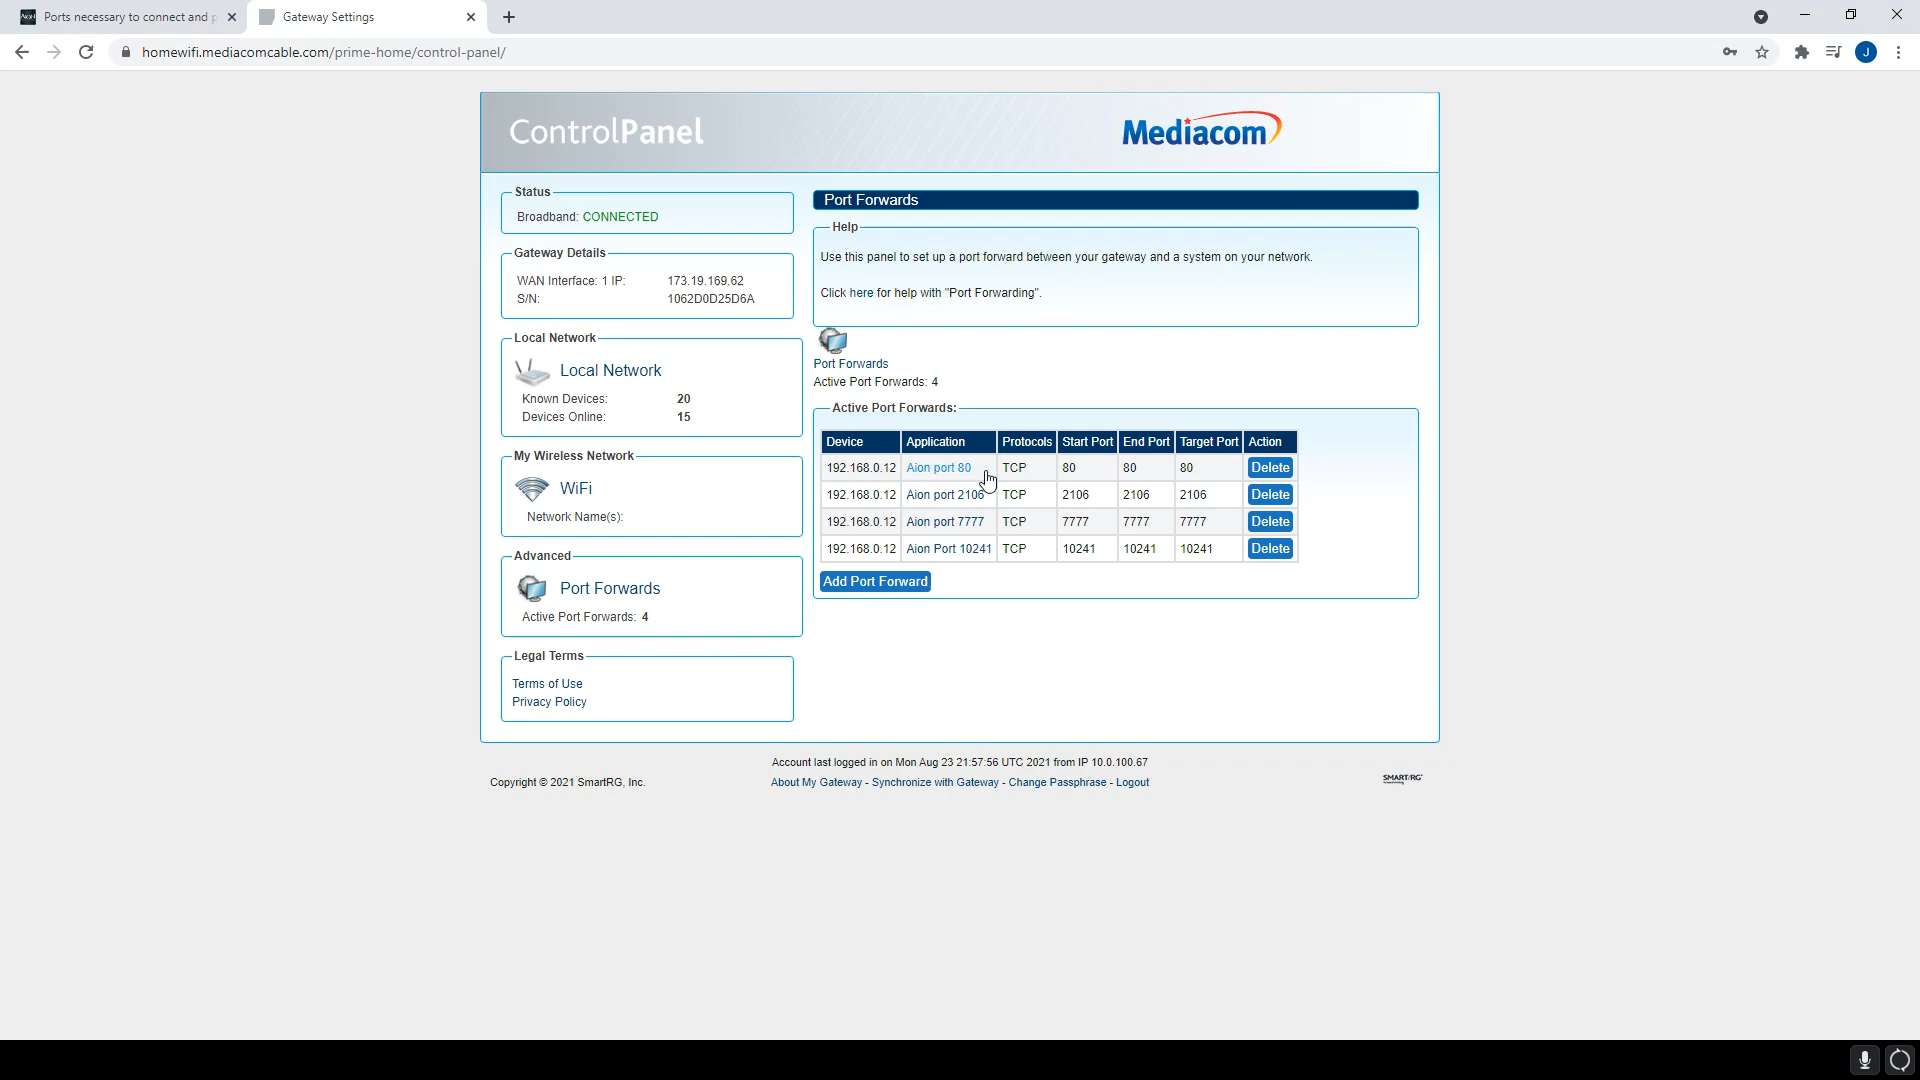 Ports necessary to connect and p
Gateway Settings
homewifi.mediacomcable.com/prime-home/control-panel/
J
ControlPanel
Mediacom
Status
Broadband: CONNECTED
Gateway Details
WAN Interface: 1 IP: 173.19.169.62
S/N: 1062D0D25D6A
Local Network
Local Network
Known Devices: 20
Devices Online: 15
My Wireless Network
WiFi
Network Name(s):
Advanced
Port Forwards
Active Port Forwards: 4
Legal Terms
Terms of Use
Privacy Policy
Port Forwards
Help
Use this panel to set up a port forward between your gateway and a system on your network.
Click here for help with "Port Forwarding".
Port Forwards
Active Port Forwards: 4
Active Port Forwards:
Device Application Protocols Start Port End Port Target Port Action
192.168.0.12 Aion port 80 TCP 80 80 80 Delete
192.168.0.12 Aion port 2106 TCP 2106 2106 2106 Delete
192.168.0.12 Aion port 7777 TCP 7777 7777 7777 Delete
192.168.0.12 Aion Port 10241 TCP 10241 10241 10241 Delete
Add Port Forward
Account last logged in on Mon Aug 23 21:57:56 UTC 2021 from IP 10.0.100.67
Copyright © 2021 SmartRG, Inc.
About My Gateway - Synchronize with Gateway - Change Passphrase - Logout
SMART/RG